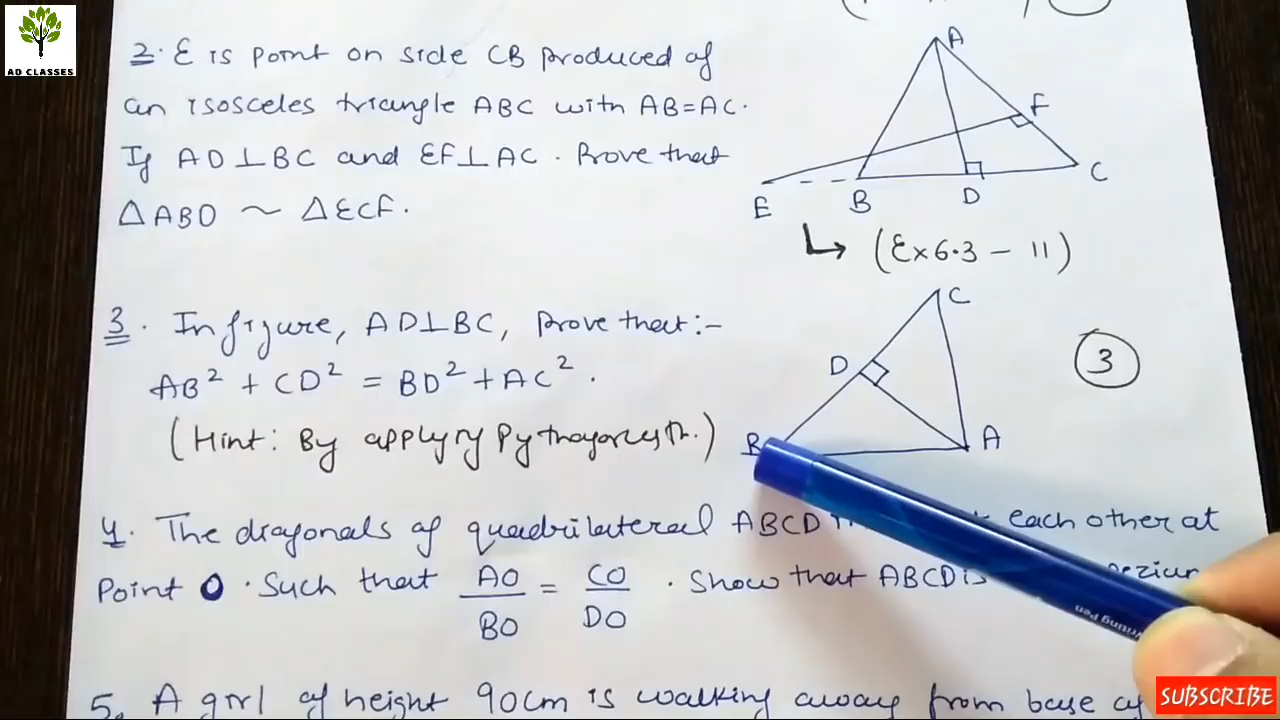 AD CLASSES
2. E is point on side CB produced of
an isosceles triangle ABC with AB=AC.
If AD⊥BC and EF⊥AC. Prove that
△ABD ~ △ECF.
A
F
C
E B D
(Ex 6.3 - 11)
3. In figure, AD⊥BC, Prove that:-
AB² + CD² = BD² + AC².
(Hint: By applying Pythagores th.)
C
D
B A
3
4. The diagonals of quadrilateral ABCD each other at
Point O. Such that AO/BO = CO/DO. Show that ABCD is
5. A girl of height 90cm is walking away from base of
Writing Pen
SUBSCRIBE